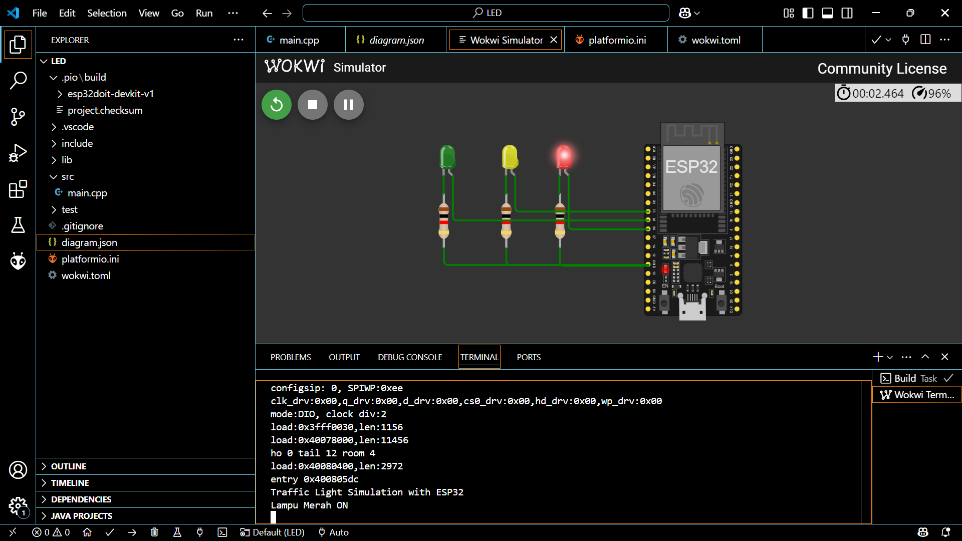 File Edit Selection View Go Run ···
LED
EXPLORER ···
main.cpp
diagram.json
Wokwi Simulator
platformio.ini
wokwi.toml
LED
.pio \ build
esp32doit-devkit-v1
project.checksum
.vscode
include
lib
src
main.cpp
test
.gitignore
diagram.json
platformio.ini
wokwi.toml
OUTLINE
TIMELINE
DEPENDENCIES
JAVA PROJECTS
WOKWI Simulator
Community License
00:02.464 96%
ESP32
EN
Boot
PROBLEMS OUTPUT DEBUG CONSOLE TERMINAL PORTS
configsip: 0, SPIWP:0xee
clk_drv:0x00,q_drv:0x00,d_drv:0x00,cs0_drv:0x00,hd_drv:0x00,wp_drv:0x00
mode:DIO, clock div:2
load:0x3fff0030,len:1156
load:0x40078000,len:11456
ho 0 tail 12 room 4
load:0x40080400,len:2972
entry 0x400805dc
Traffic Light Simulation with ESP32
Lampu Merah ON
Build Task
Wokwi Term...
1
0 0 Default (LED) Auto